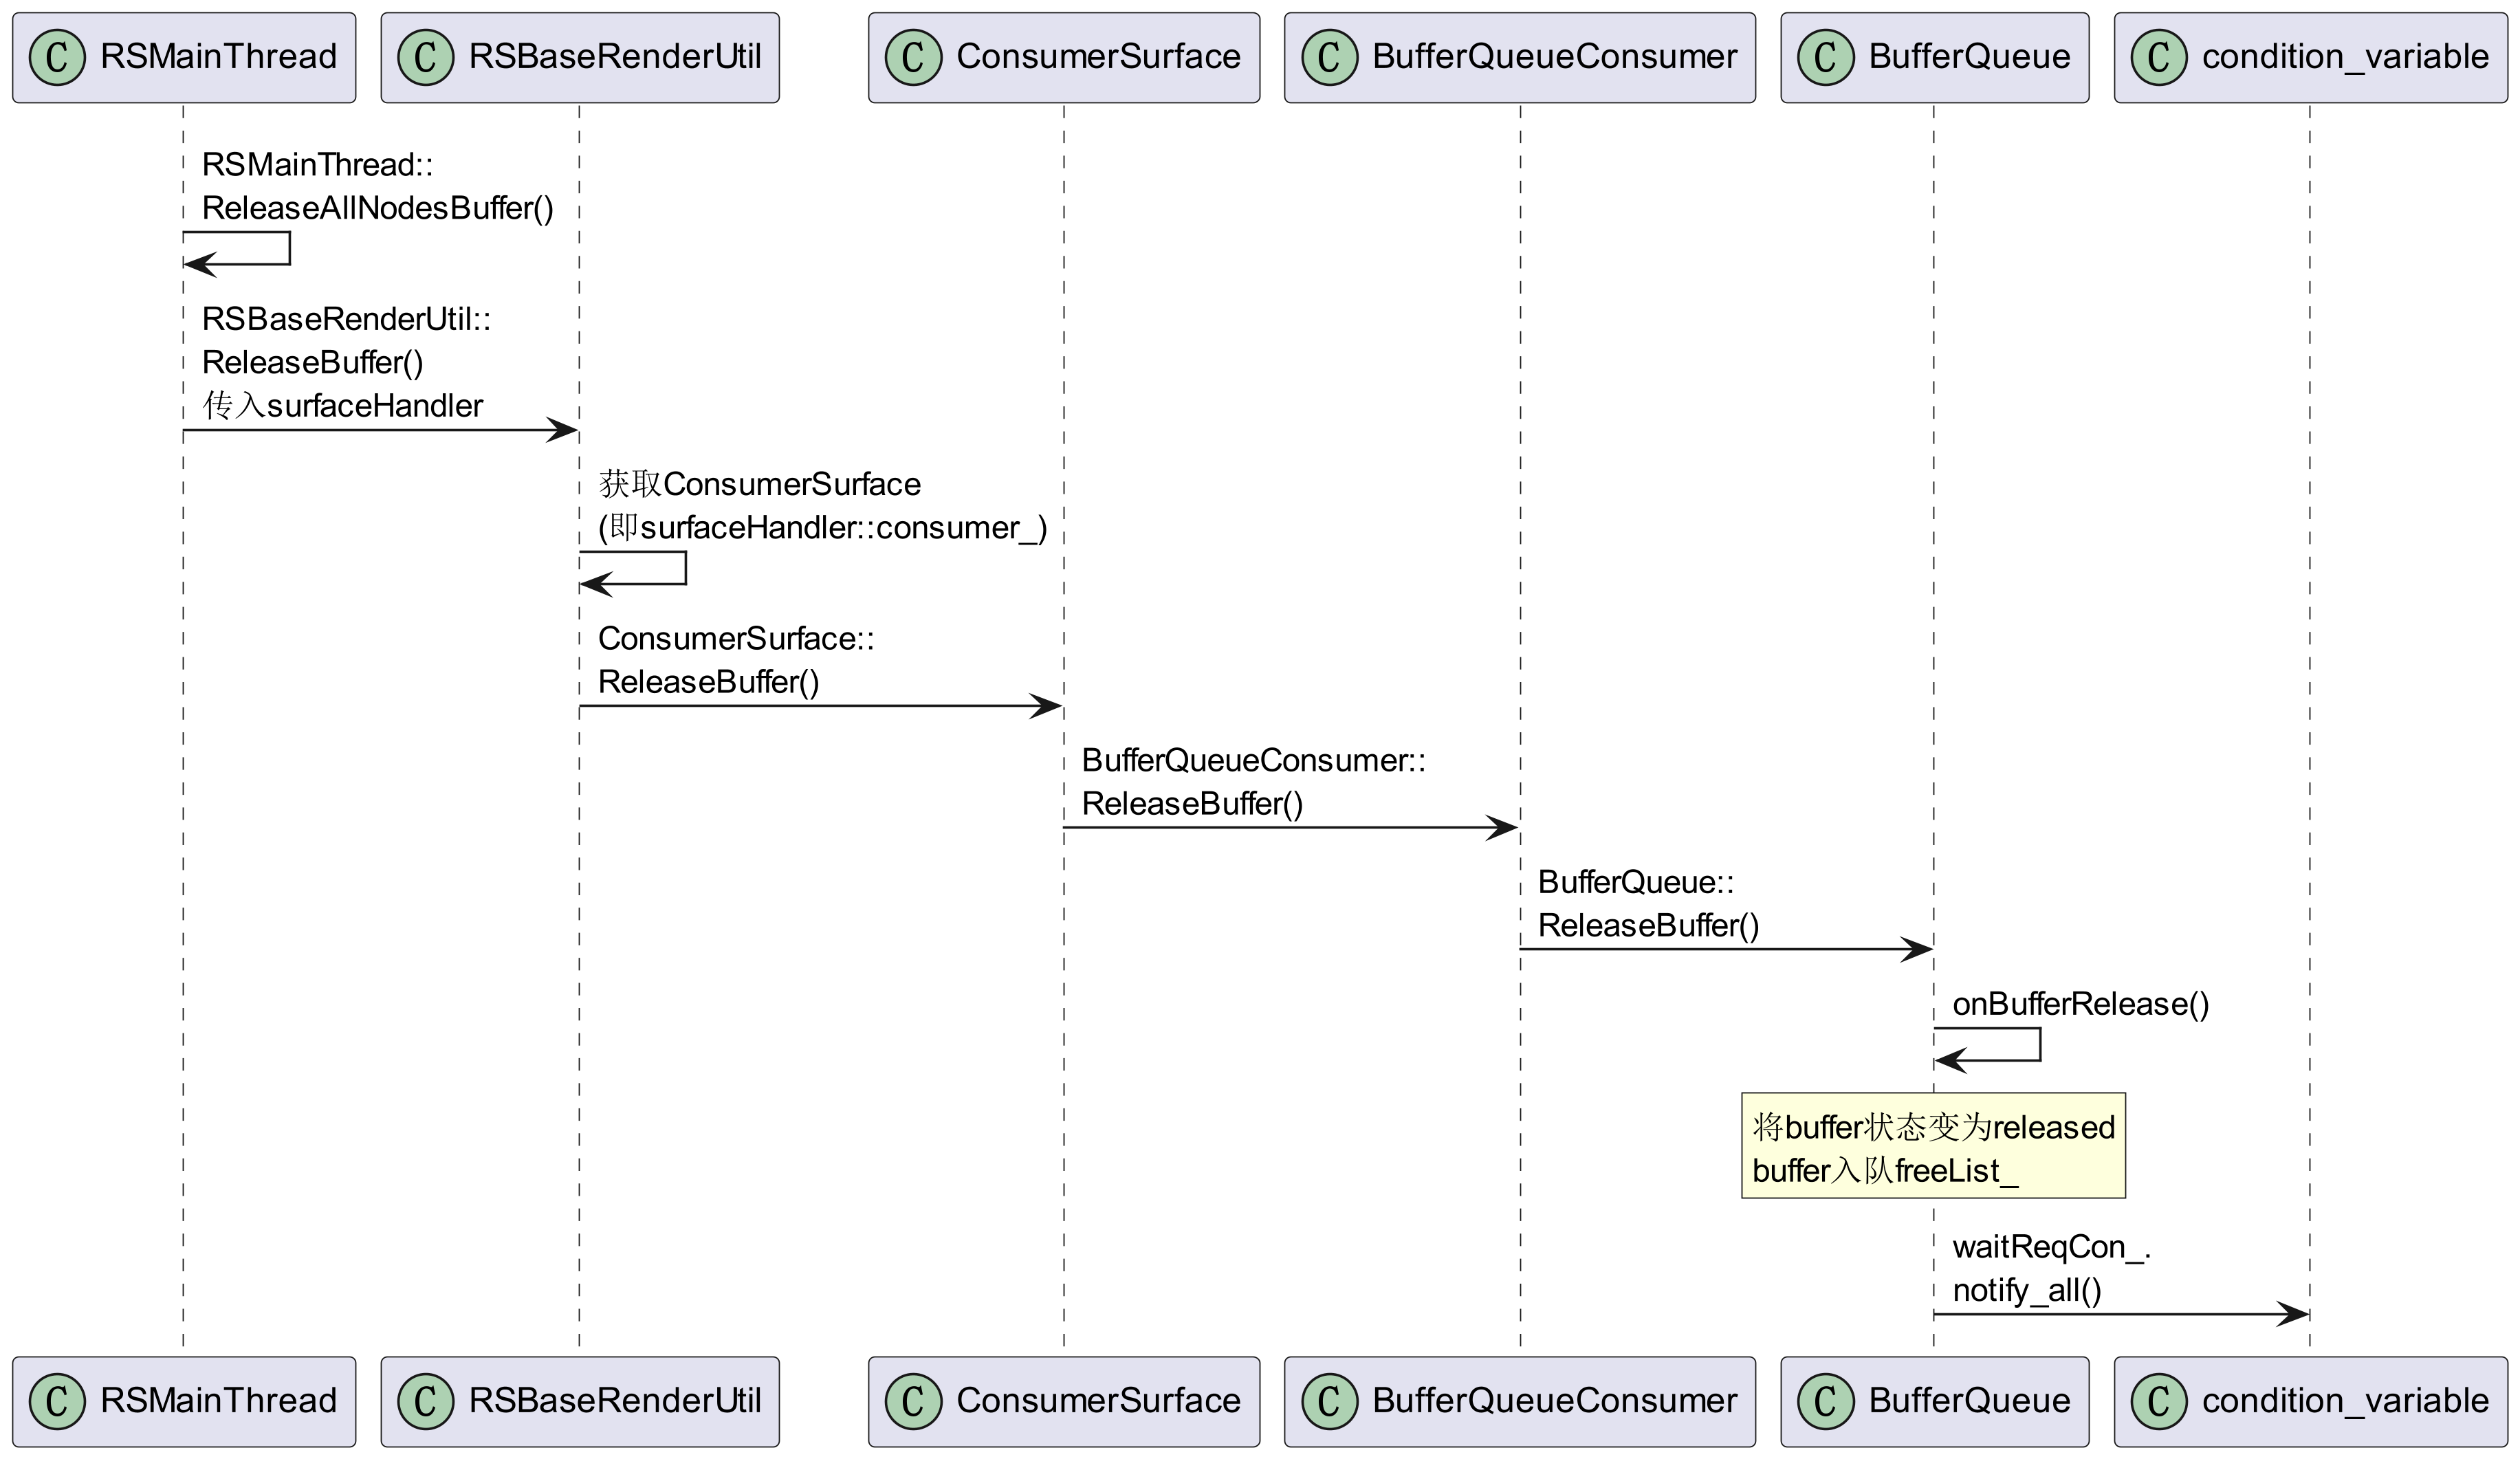 C RSMainThread
C RSBaseRenderUtil
C ConsumerSurface
C BufferQueueConsumer
C BufferQueue
C condition_variable
RSMainThread::
ReleaseAllNodesBuffer()
RSBaseRenderUtil::
ReleaseBuffer()
传入surfaceHandler
获取ConsumerSurface
(即surfaceHandler::consumer_)
ConsumerSurface::
ReleaseBuffer()
BufferQueueConsumer::
ReleaseBuffer()
BufferQueue::
ReleaseBuffer()
onBufferRelease()
将buffer状态变为released
buffer入队freeList_
waitReqCon_.
notify_all()
C RSMainThread
C RSBaseRenderUtil
C ConsumerSurface
C BufferQueueConsumer
C BufferQueue
C condition_variable